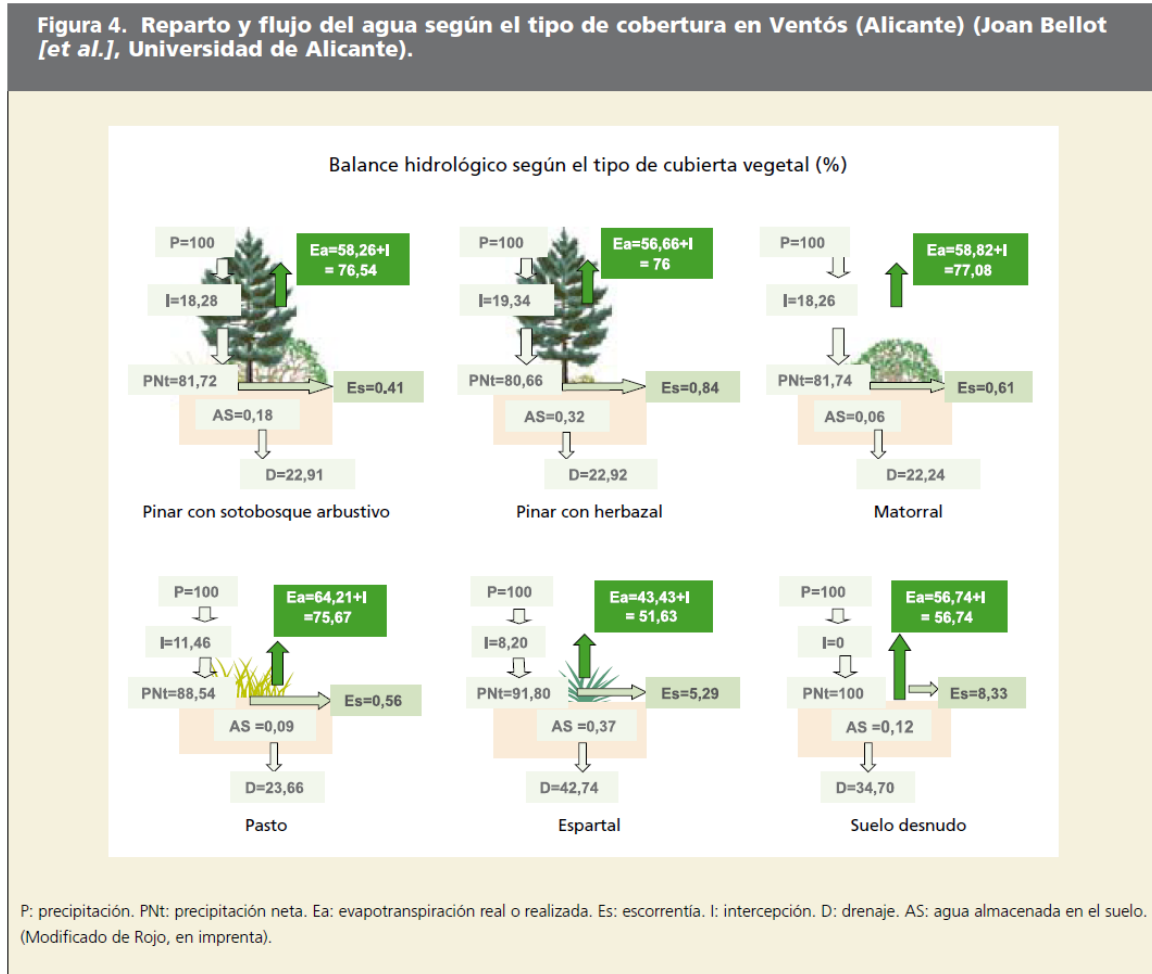 Figura 4. Reparto y flujo del agua según el tipo de cobertura en Ventós (Alicante) (Joan Bellot
[et al.], Universidad de Alicante).
Balance hidrológico según el tipo de cubierta vegetal (%)
P=100
Ea=58,26+I
= 76,54
I=18,28
PNt=81,72
Es=0,41
AS=0,18
D=22,91
Pinar con sotobosque arbustivo
P=100
Ea=56,66+I
= 76
I=19,34
PNt=80,66
Es=0,84
AS=0,32
D=22,92
Pinar con herbazal
P=100
Ea=58,82+I
=77,08
I=18,26
PNt=81,74
Es=0,61
AS=0,06
D=22,24
Matorral
P=100
Ea=64,21+I
=75,67
I=11,46
PNt=88,54
Es=0,56
AS =0,09
D=23,66
Pasto
P=100
Ea=43,43+I
= 51,63
I=8,20
PNt=91,80
Es=5,29
AS =0,37
D=42,74
Espartal
P=100
Ea=56,74+I
= 56,74
I=0
PNt=100
Es=8,33
AS =0,12
D=34,70
Suelo desnudo
P: precipitación. PNt: precipitación neta. Ea: evapotranspiración real o realizada. Es: escorrentía. I: intercepción. D: drenaje. AS: agua almacenada en el suelo.
(Modificado de Rojo, en imprenta).